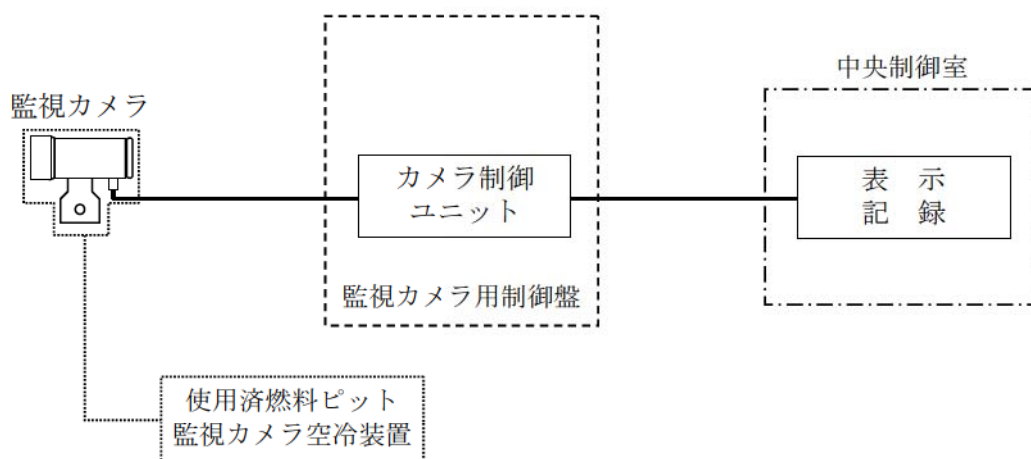 中央制御室
監視カメラ
カメラ制御
ユニット
表 示
記 録
監視カメラ用制御盤
使用済燃料ピット
監視カメラ空冷装置